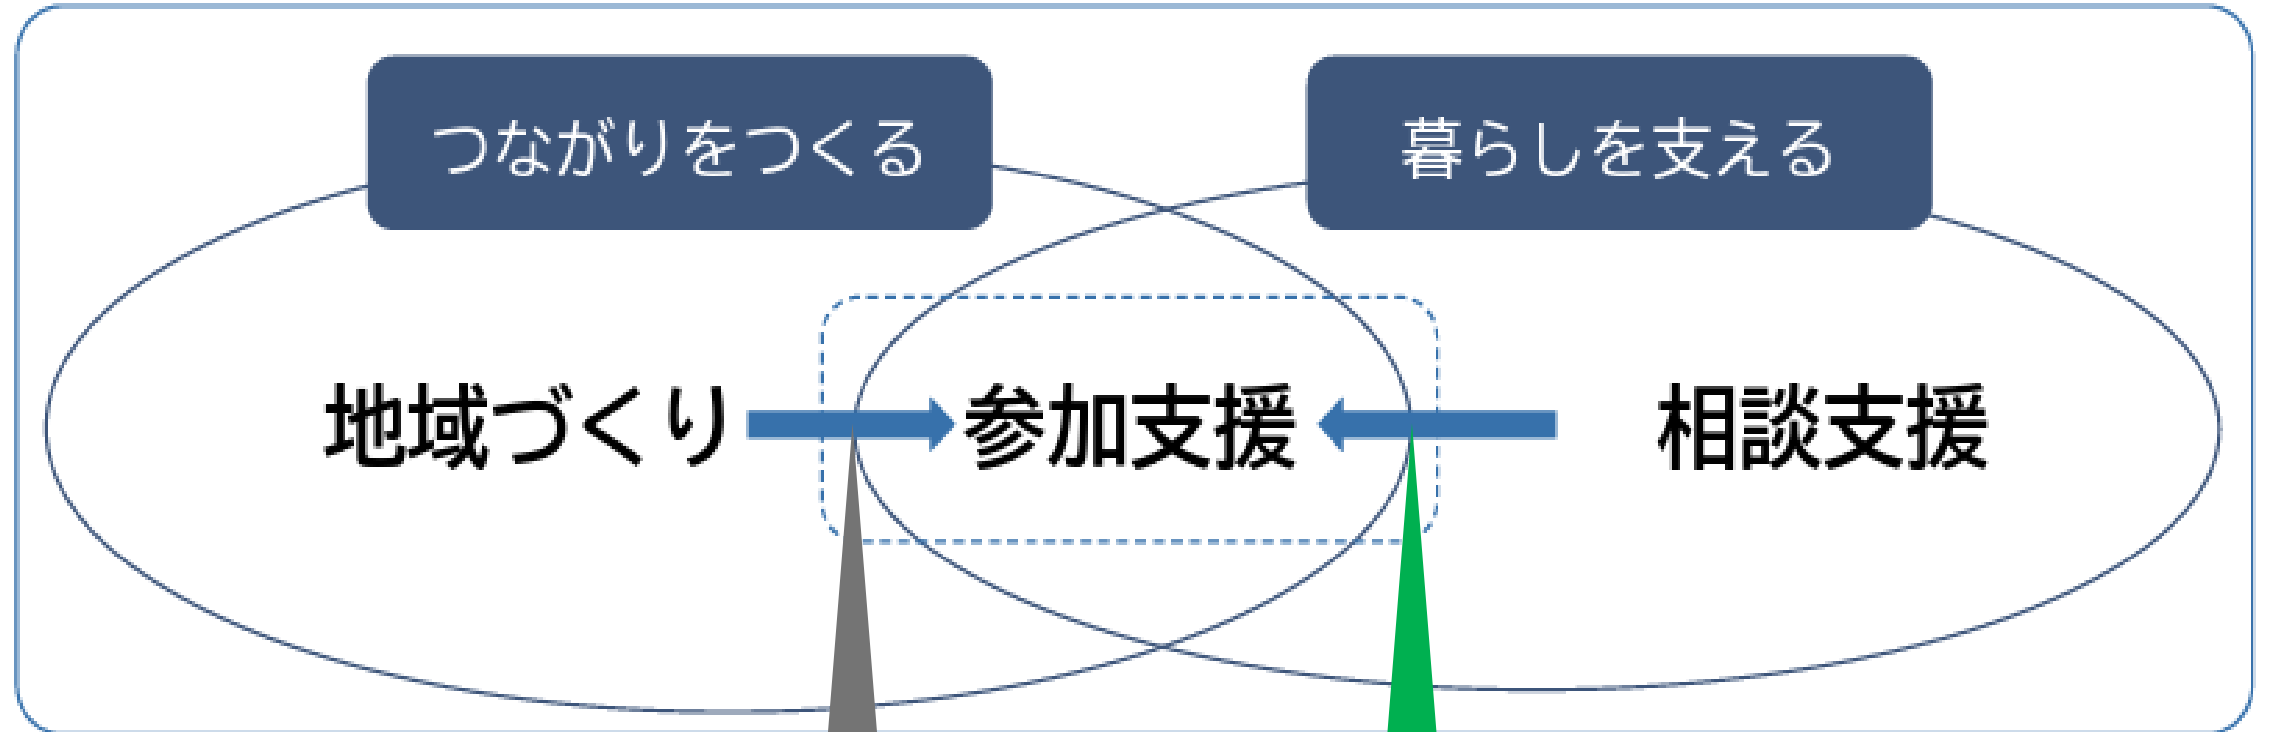 つながりをつくる
暮らしを支える
地域づくり
参加支援
相談支援